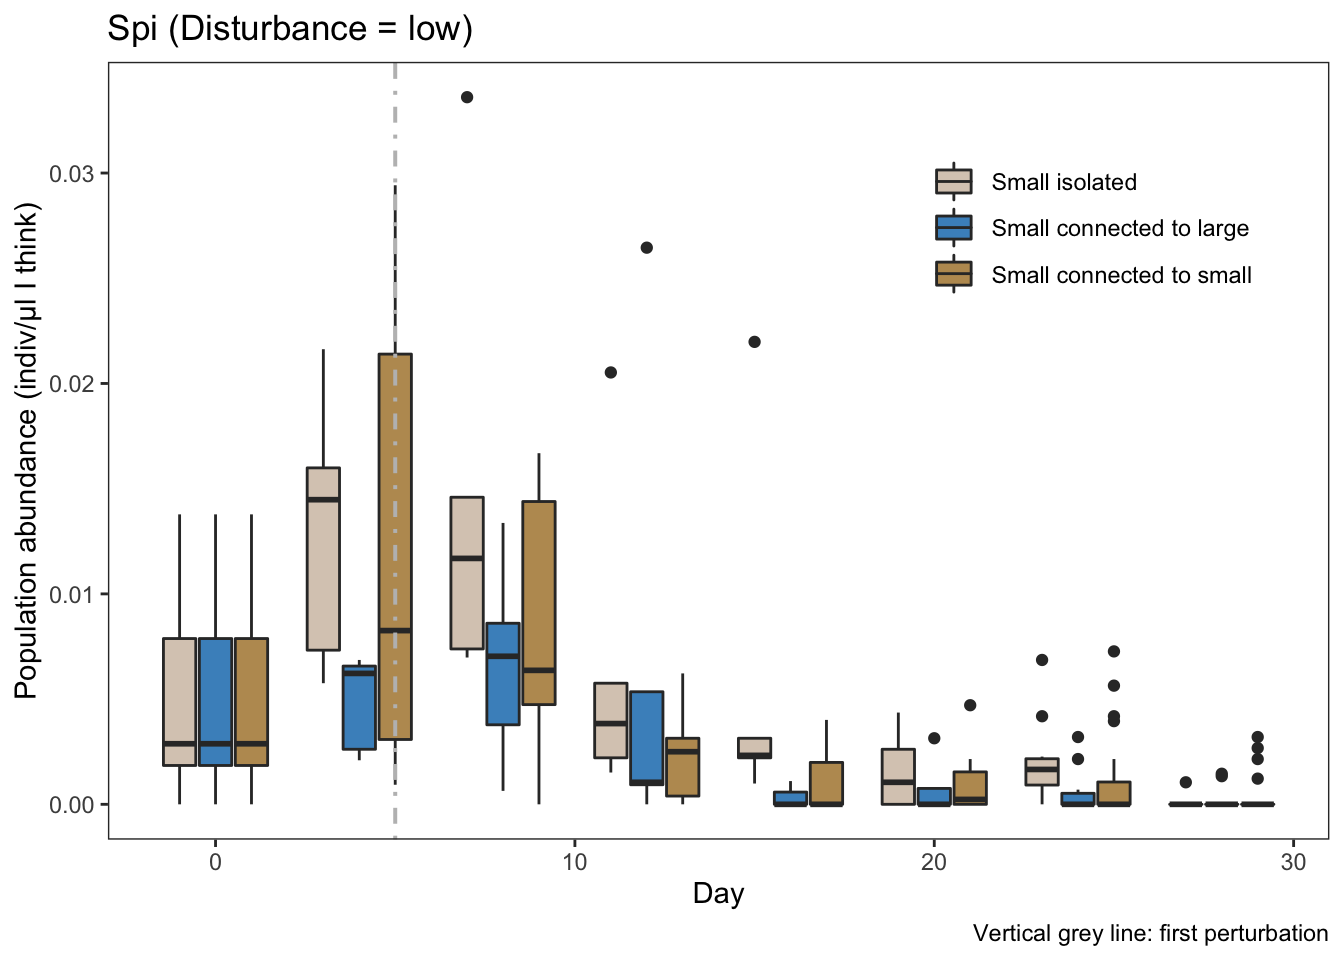 Spi (Disturbance = low)
Population abundance (indiv/µl I think)
0.03
0.02
0.01
0.00
Small isolated
Small connected to large
Small connected to small
0
10
20
30
Day
Vertical grey line: first perturbation